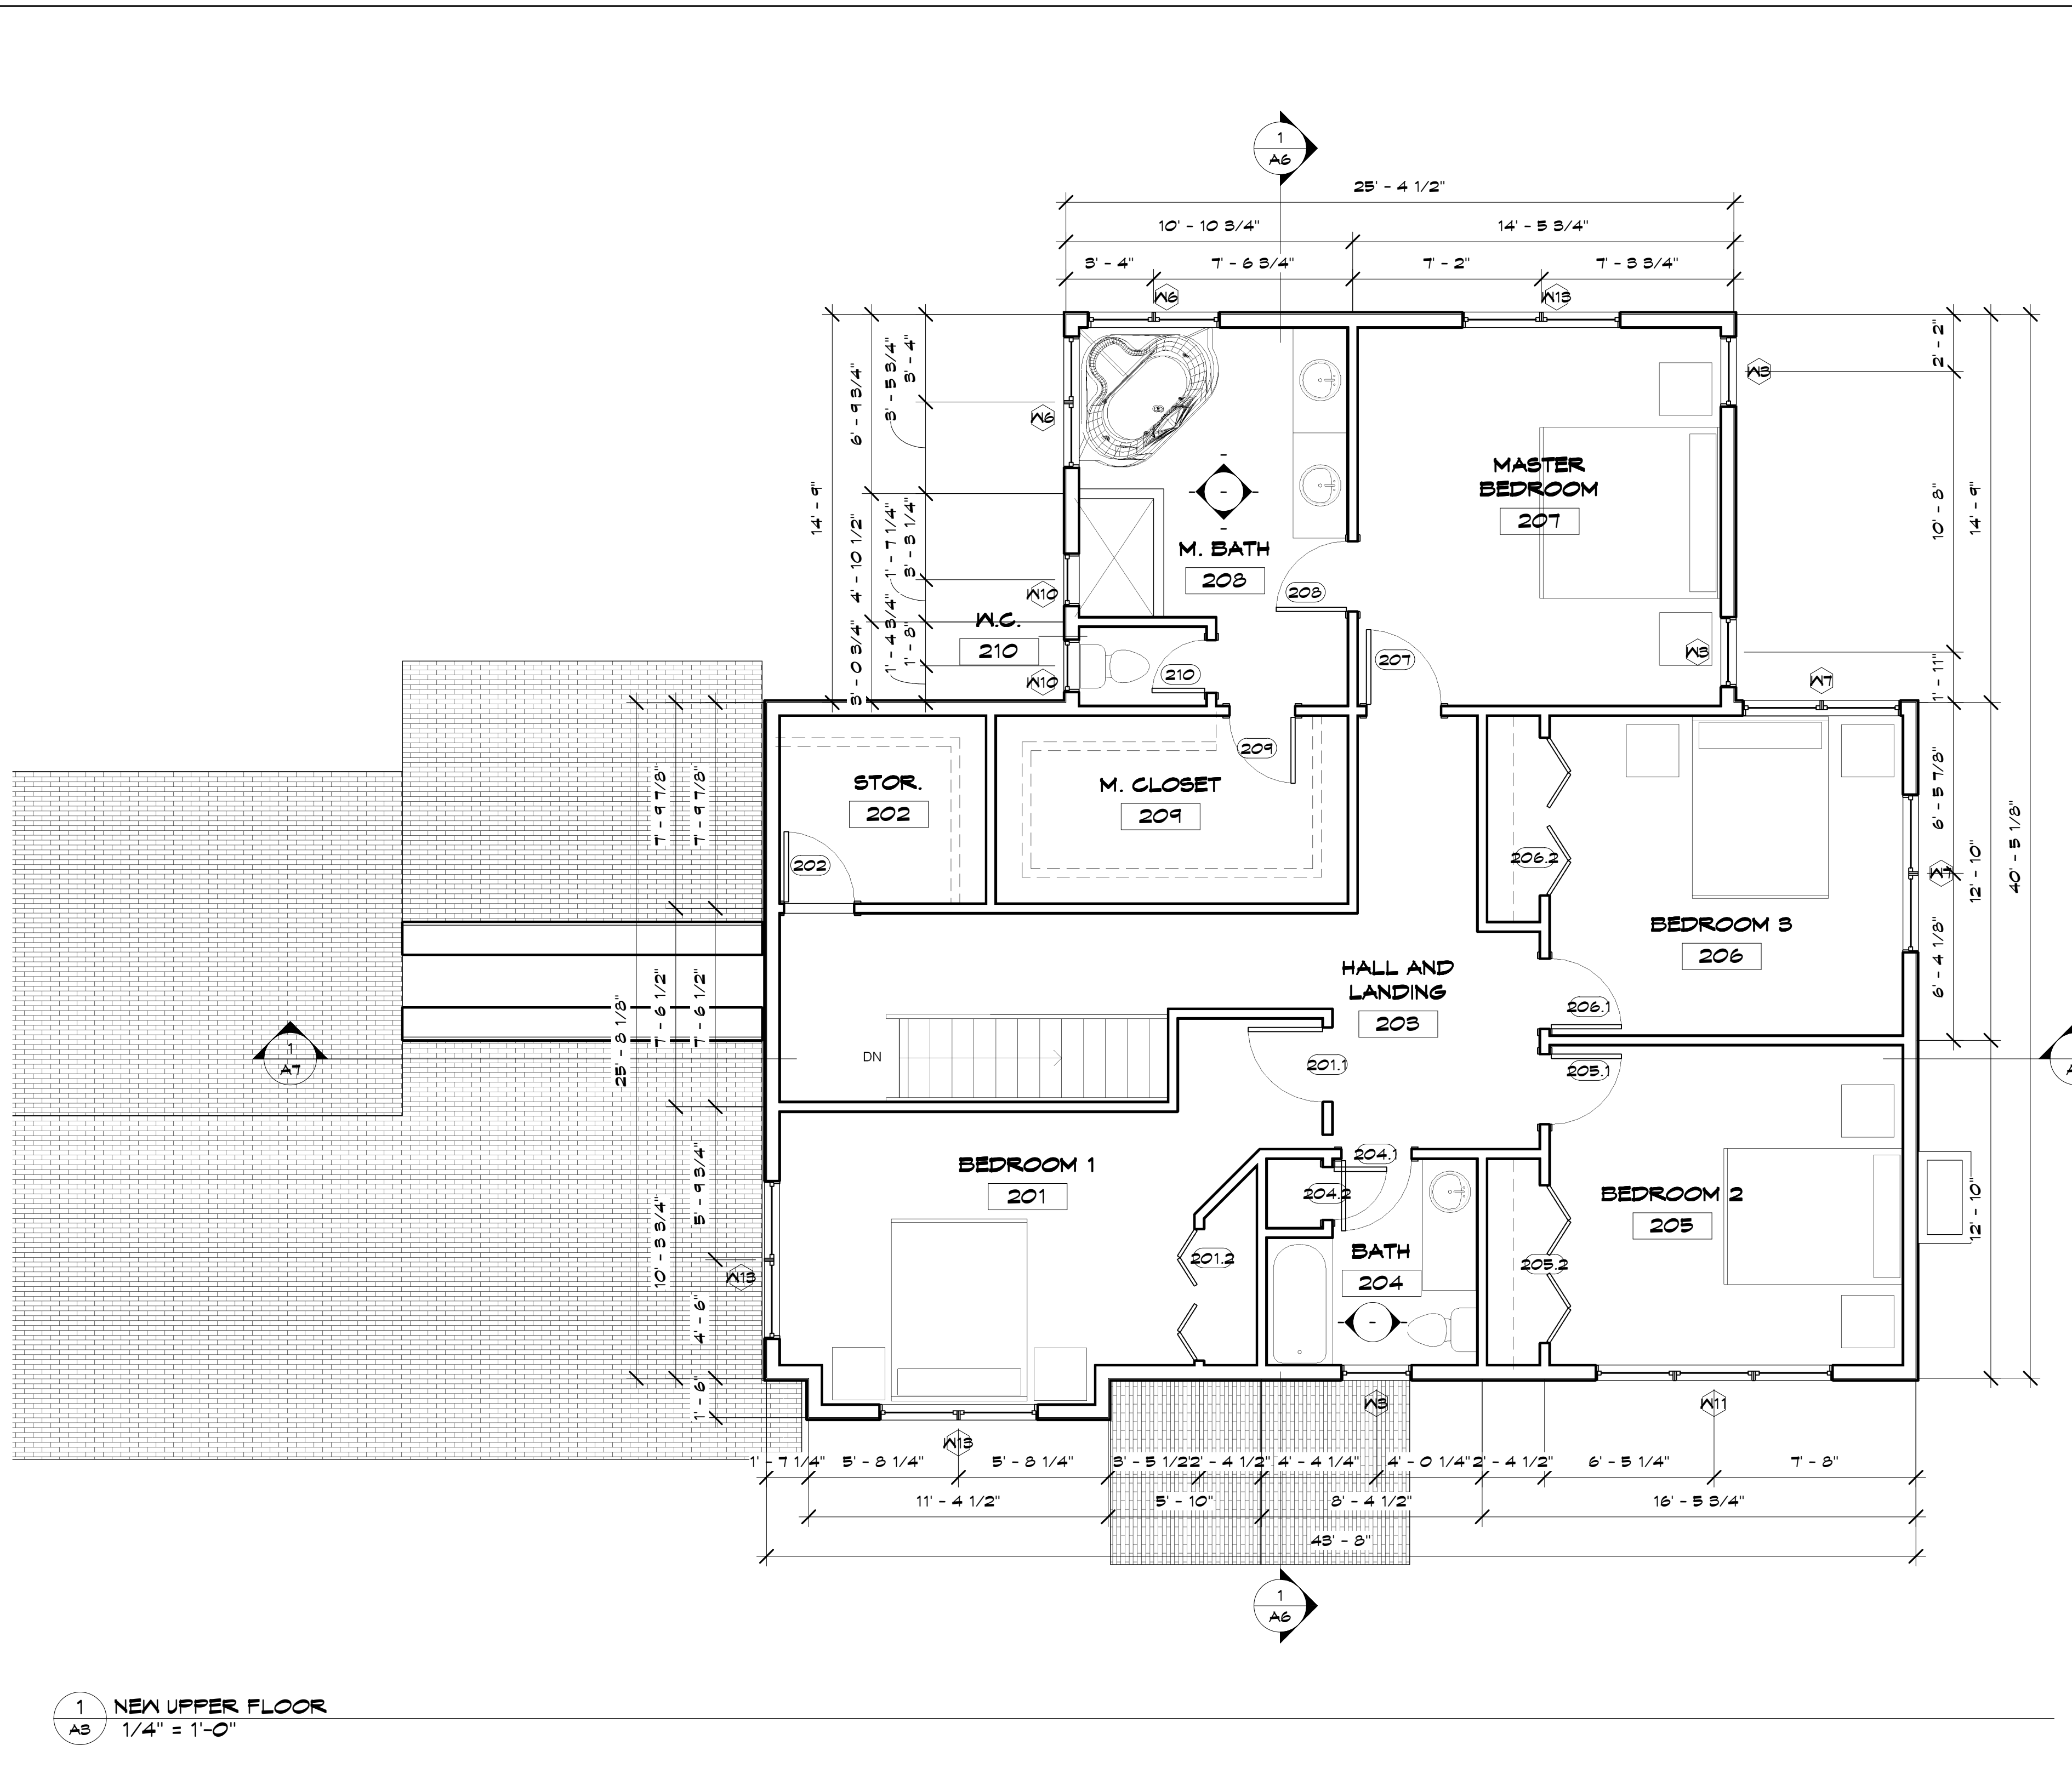 1
A6
25' - 4 1/2"
10' - 10 3/4"
14' - 5 3/4"
3' - 4"
7' - 6 3/4"
7' - 2"
7' - 3 3/4"
W6
W13
14' - 9"
6' - 9 3/4"
4' - 10 1/2"
3' - 0 3/4"
3' - 5 3/4"
1' - 7 1/4"
1' - 4 3/4"
3' - 4"
3' - 3 1/4"
1' - 8"
W6
W10
W10
W3
W3
W7
W7
2' - 2"
10' - 8"
1' - 11"
14' - 9"
6' - 5 7/8"
6' - 4 1/8"
12' - 10"
40' - 5 1/8"
12' - 10"
MASTER
BEDROOM
207
M. BATH
208
208
W.C.
210
210
207
209
STOR.
202
202
M. CLOSET
209
206.2
BEDROOM 3
206
206.1
HALL AND
LANDING
203
DN
201.1
205.1
204.1
204.2
BEDROOM 1
201
201.2
BATH
204
BEDROOM 2
205
205.2
7' - 9 7/8"
7' - 9 7/8"
25' - 8 1/8"
7' - 6 1/2"
7' - 6 1/2"
10' - 3 3/4"
5' - 9 3/4"
4' - 6"
1' - 6"
1
A7
W13
W13
W3
W11
1' - 7 1/4"
5' - 8 1/4"
5' - 8 1/4"
3' - 5 1/2"
2' - 4 1/2"
4' - 4 1/4"
4' - 0 1/4"
2' - 4 1/2"
6' - 5 1/4"
7' - 8"
11' - 4 1/2"
5' - 10"
8' - 4 1/2"
16' - 5 3/4"
43' - 8"
1
A6
1
A3
NEW UPPER FLOOR
1/4" = 1'-0"